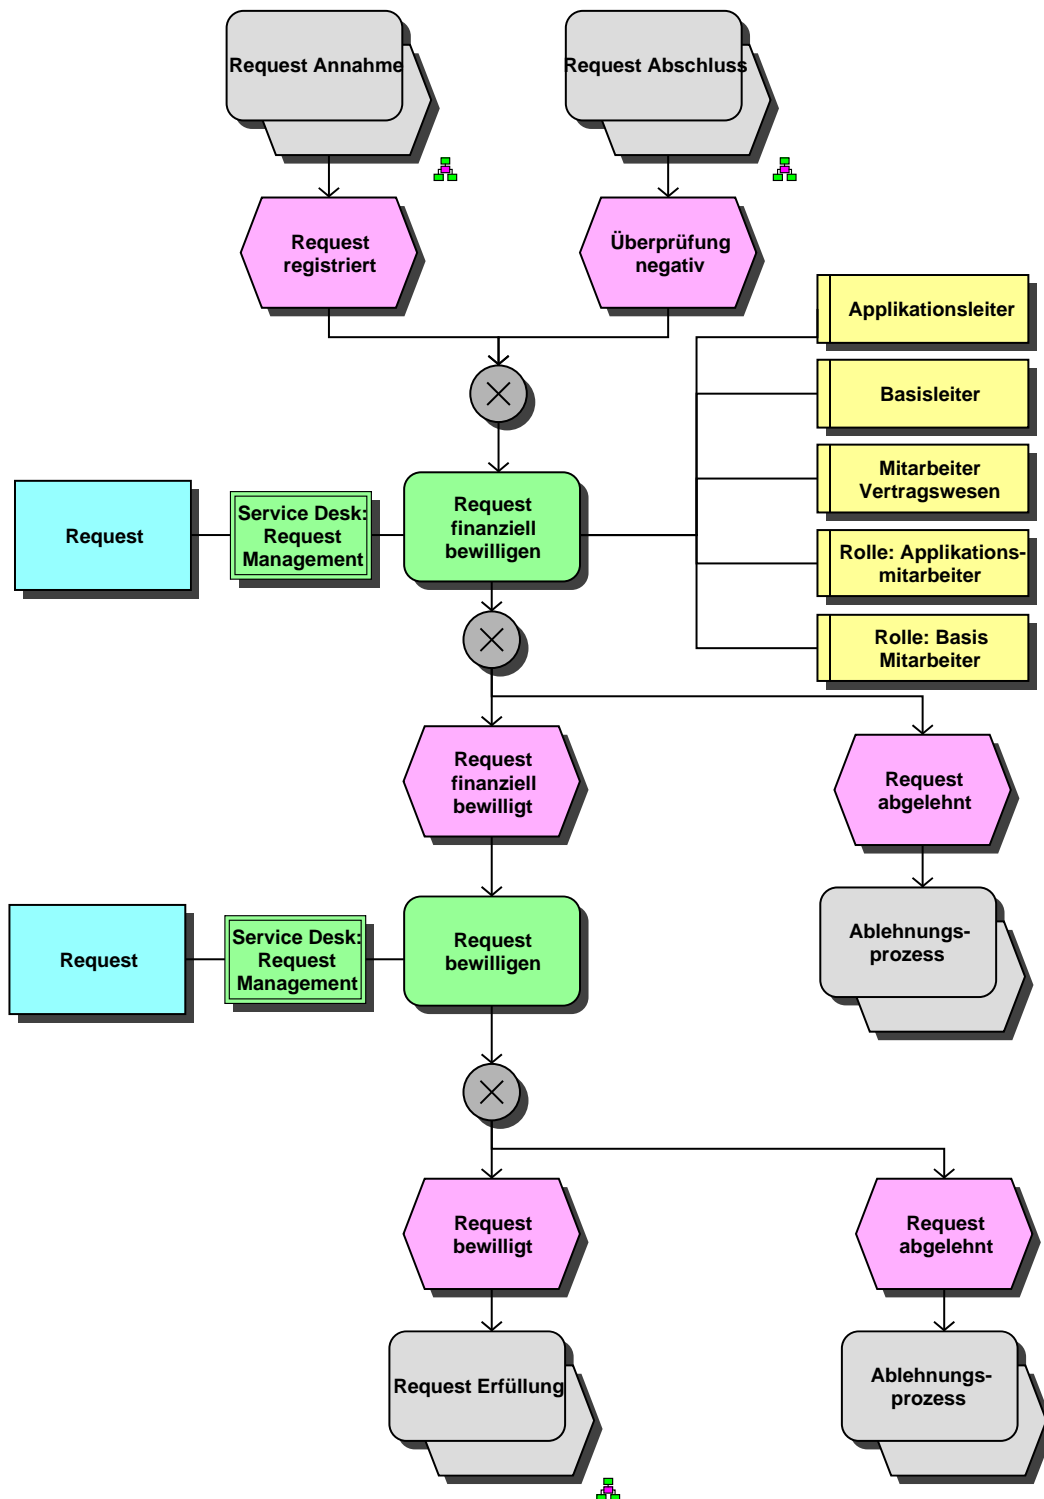 Request Annahme
Request Abschluss
Request
registriert
Überprüfung
negativ
Applikationsleiter
Basisleiter
Mitarbeiter
Vertragswesen
Rolle: Applikations-
mitarbeiter
Rolle: Basis
Mitarbeiter
Request
Service Desk:
Request
Management
Request
finanziell
bewilligen
Request
finanziell
bewilligt
Request
abgelehnt
Request
Service Desk:
Request
Management
Request
bewilligen
Ablehnungs-
prozess
Request
bewilligt
Request
abgelehnt
Request Erfüllung
Ablehnungs-
prozess